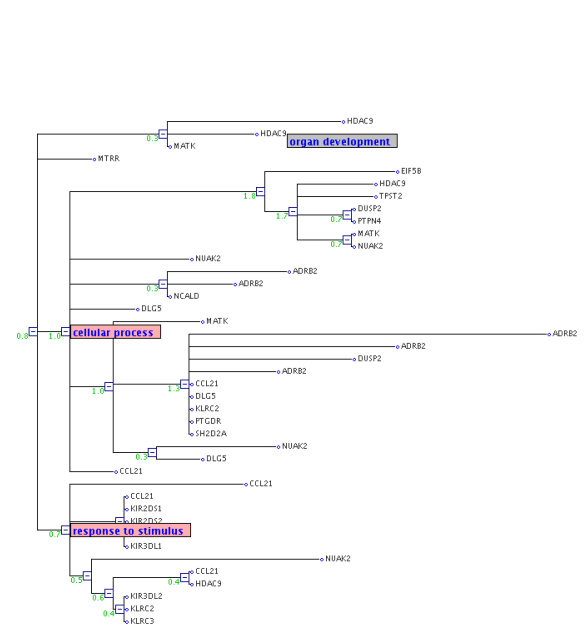 HDAC9
HDAC9
organ development
0.3
MATK
MTRR
EIF5B
HDAC9
1.8
TPST2
DUSP2
1.7
0.7
PTPN4
MATK
0.7
NUAK2
NUAK2
ADRB2
ADRB2
0.3
NCALD
DLG5
MATK
0.8
1.0
cellular process
ADRB2
ADRB2
DUSP2
ADRB2
CCL21
1.0
1.3
DLG5
KLRC2
PTGDR
SH2D2A
NUAK2
0.3
DLG5
CCL21
CCL21
CCL21
KIR2DS1
KIR2DS2
0.7
response to stimulus
KIR3DL1
NUAK2
CCL21
0.5
0.4
HDAC9
0.6
KIR3DL2
KLRC2
0.4
KLRC3